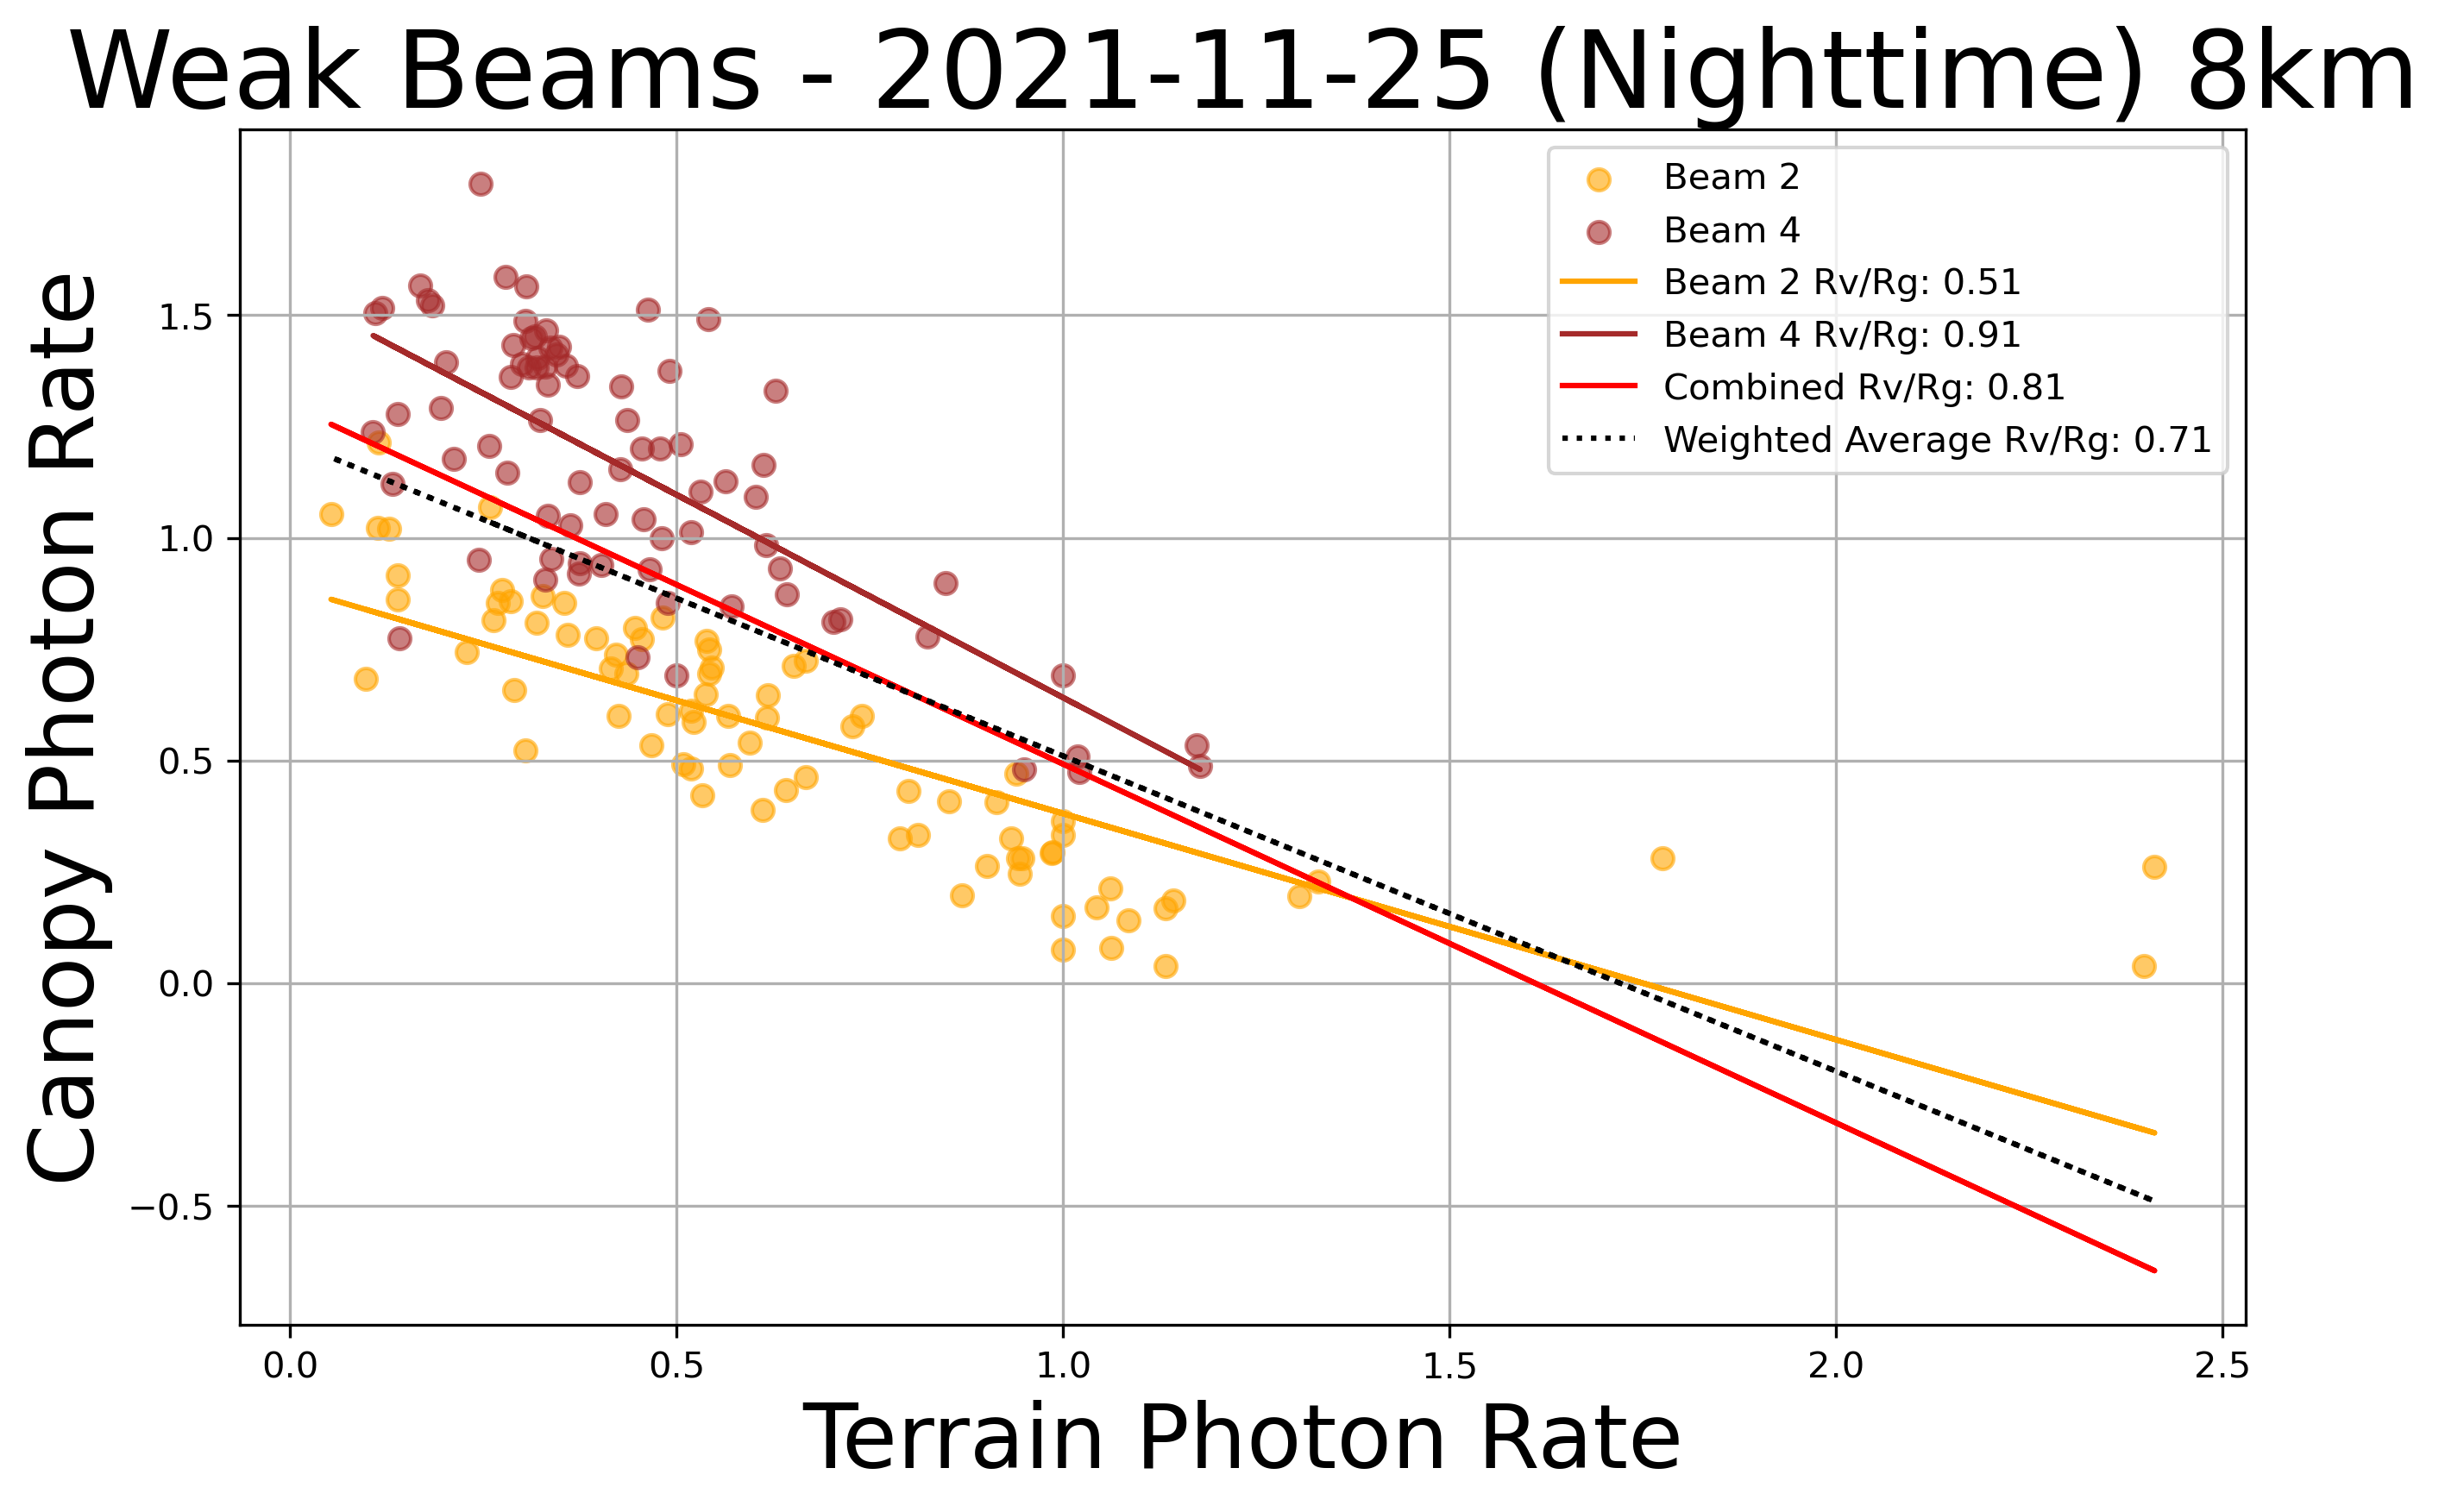 Weak Beams - 2021-11-25 (Nighttime) 8km
Beam 2
Beam 4
Beam 2 Rv/Rg: 0.51
Beam 4 Rv/Rg: 0.91
Combined Rv/Rg: 0.81
Weighted Average Rv/Rg: 0.71
Canopy Photon Rate
1.5
1.0
0.5
0.0
−0.5
0.0 0.5 1.0 1.5 2.0 2.5
Terrain Photon Rate